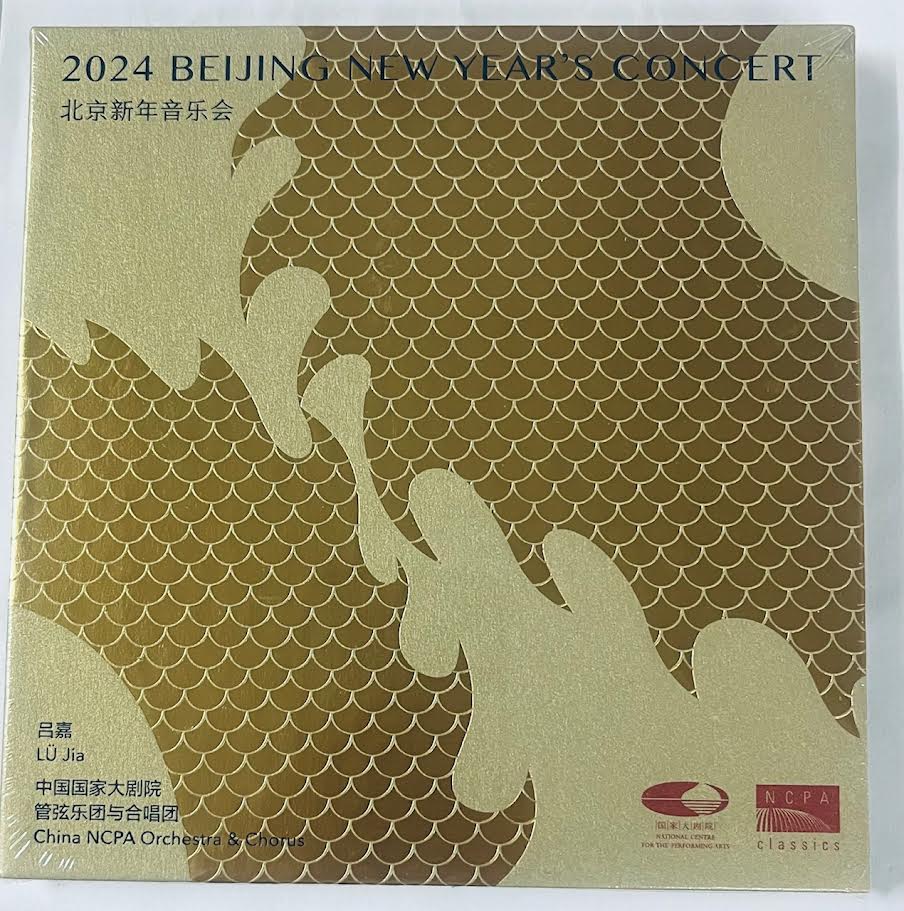 2024 BEIJING NEW YEAR'S CONCERT
北京新年音乐会
吕嘉
LÜ Jia
中国国家大剧院
管弦乐团与合唱团
China NCPA Orchestra & Chorus
国家大剧院
NATIONAL CENTRE
FOR THE PERFORMING ARTS
NCPA
classics